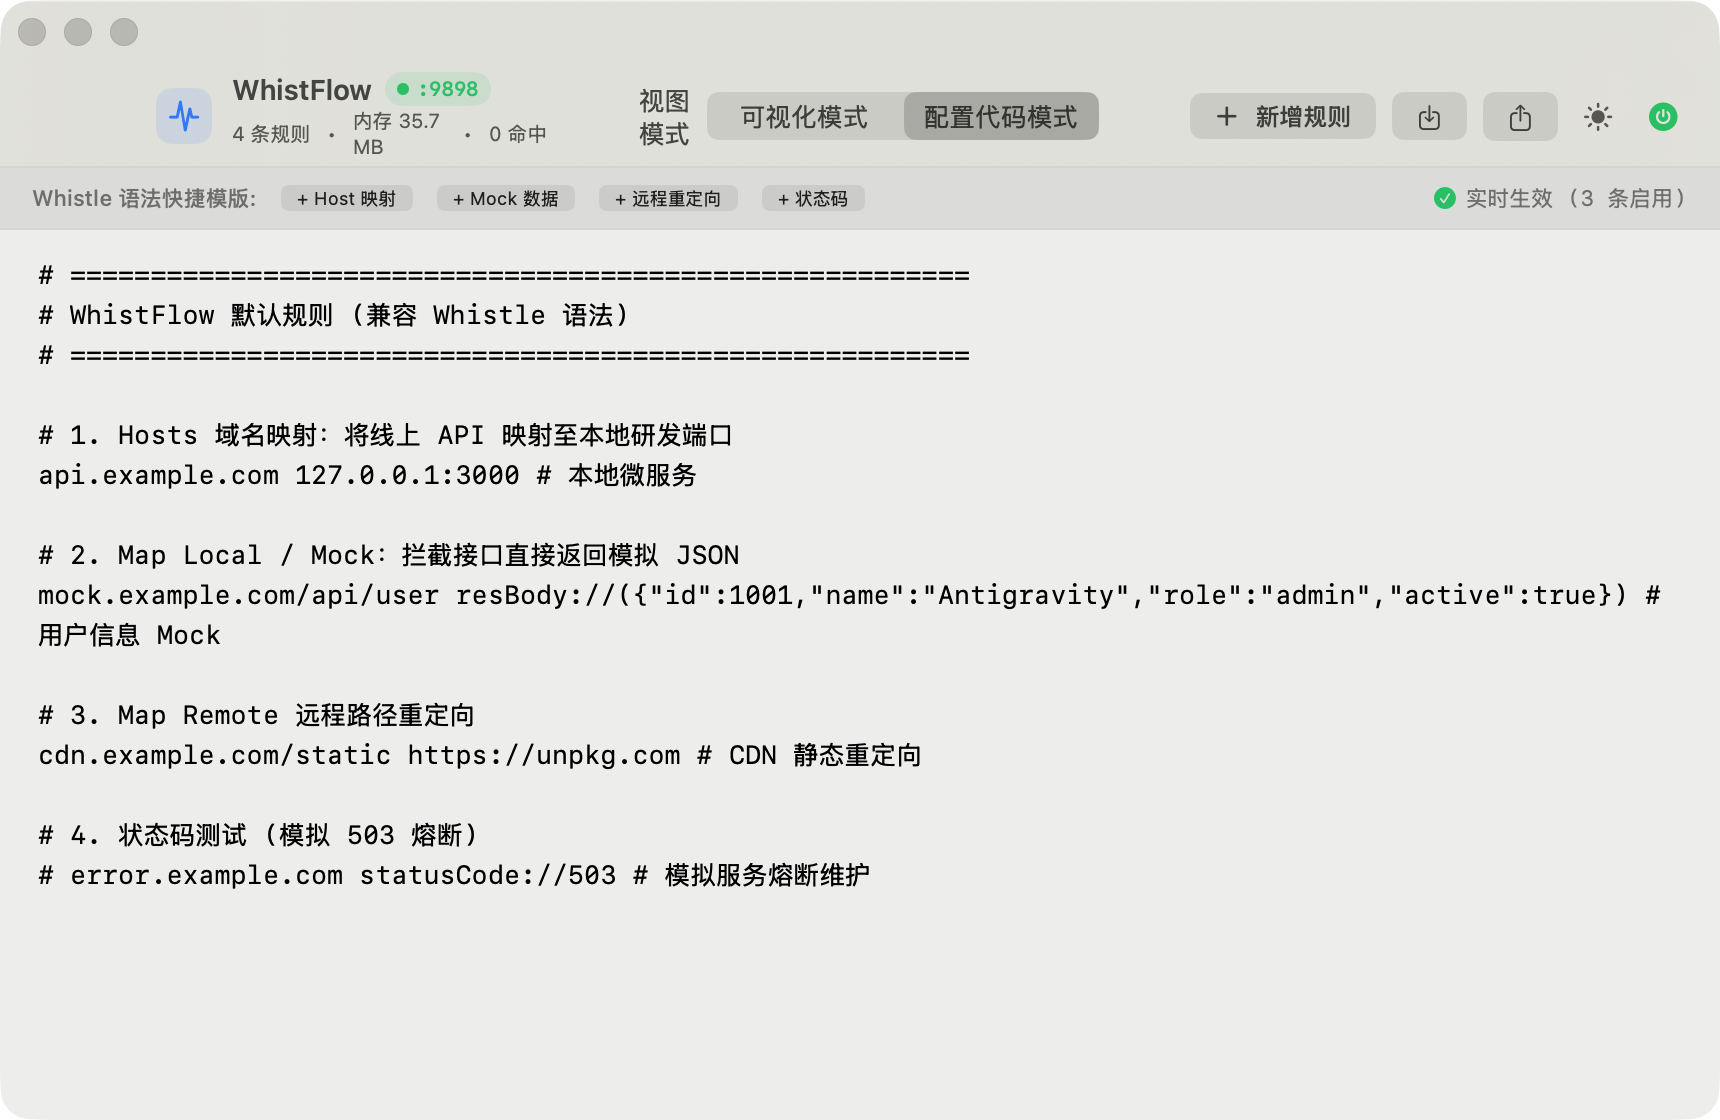 WhistFlow
:9898
4 条规则 • 内存 35.7 MB • 0 命中
视图模式
可视化模式
配置代码模式
+ 新增规则
Whistle 语法快捷模版:
+ Host 映射
+ Mock 数据
+ 远程重定向
+ 状态码
实时生效 (3 条启用)
# ========================================================
# WhistFlow 默认规则 (兼容 Whistle 语法)
# ========================================================
# 1. Hosts 域名映射: 将线上 API 映射至本地研发端口
api.example.com 127.0.0.1:3000 # 本地微服务
# 2. Map Local / Mock: 拦截接口直接返回模拟 JSON
mock.example.com/api/user resBody://({"id":1001,"name":"Antigravity","role":"admin","active":true}) #
用户信息 Mock
# 3. Map Remote 远程路径重定向
cdn.example.com/static https://unpkg.com # CDN 静态重定向
# 4. 状态码测试 (模拟 503 熔断)
# error.example.com statusCode://503 # 模拟服务熔断维护